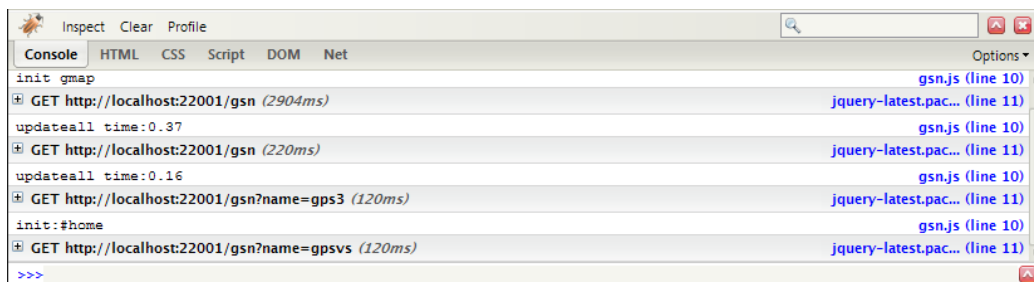 Inspect Clear Profile
Console HTML CSS Script DOM Net Options
init gmap gsn.js (line 10)
GET http://localhost:22001/gsn (2904ms) jquery-latest.pac... (line 11)
updateall time:0.37 gsn.js (line 10)
GET http://localhost:22001/gsn (220ms) jquery-latest.pac... (line 11)
updateall time:0.16 gsn.js (line 10)
GET http://localhost:22001/gsn?name=gps3 (120ms) jquery-latest.pac... (line 11)
init:#home gsn.js (line 10)
GET http://localhost:22001/gsn?name=gpsvs (120ms) jquery-latest.pac... (line 11)
>>>